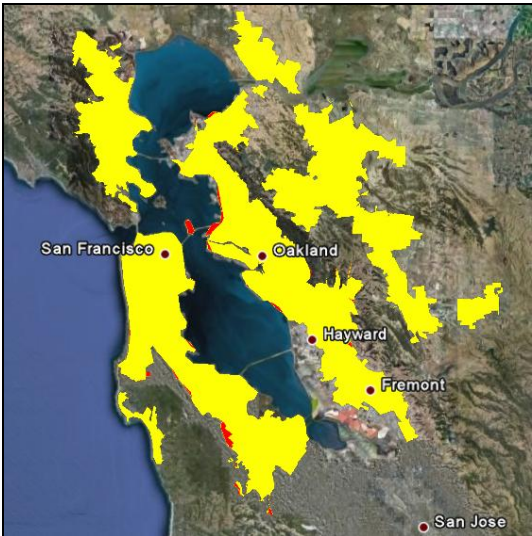 San Francisco
Oakland
Hayward
Fremont
San Jose